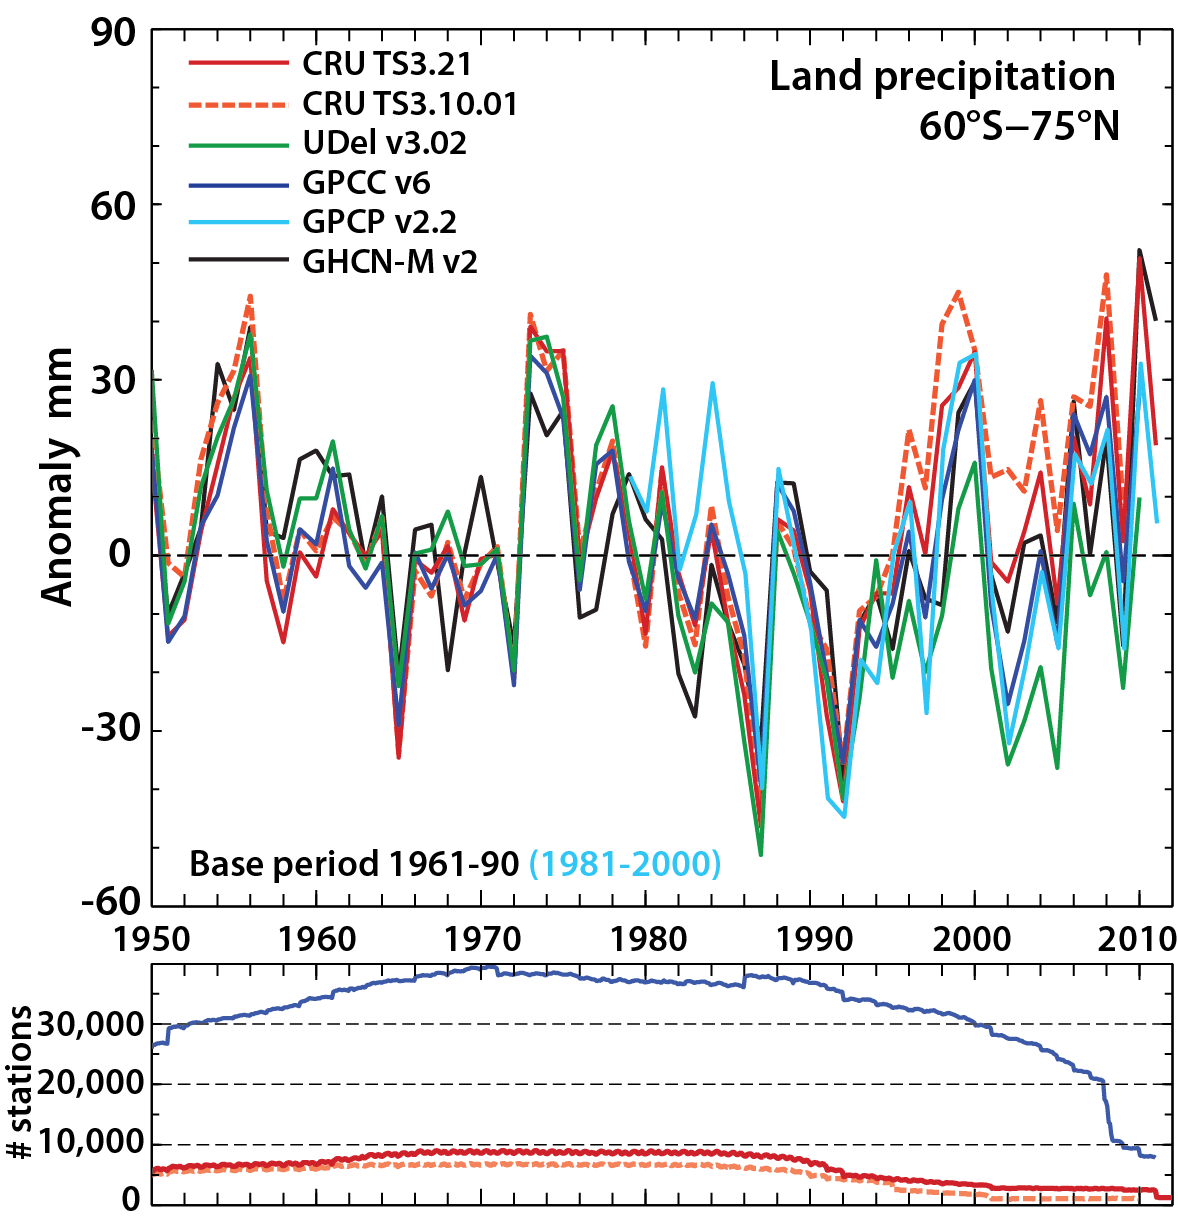 90
60
30
0
-30
-60
Anomaly mm
CRU TS3.21
CRU TS3.10.01
UDel v3.02
GPCC v6
GPCP v2.2
GHCN-M v2
Land precipitation
60°S–75°N
Base period 1961-90 (1981-2000)
1950 1960 1970 1980 1990 2000 2010
# stations
30,000
20,000
10,000
0